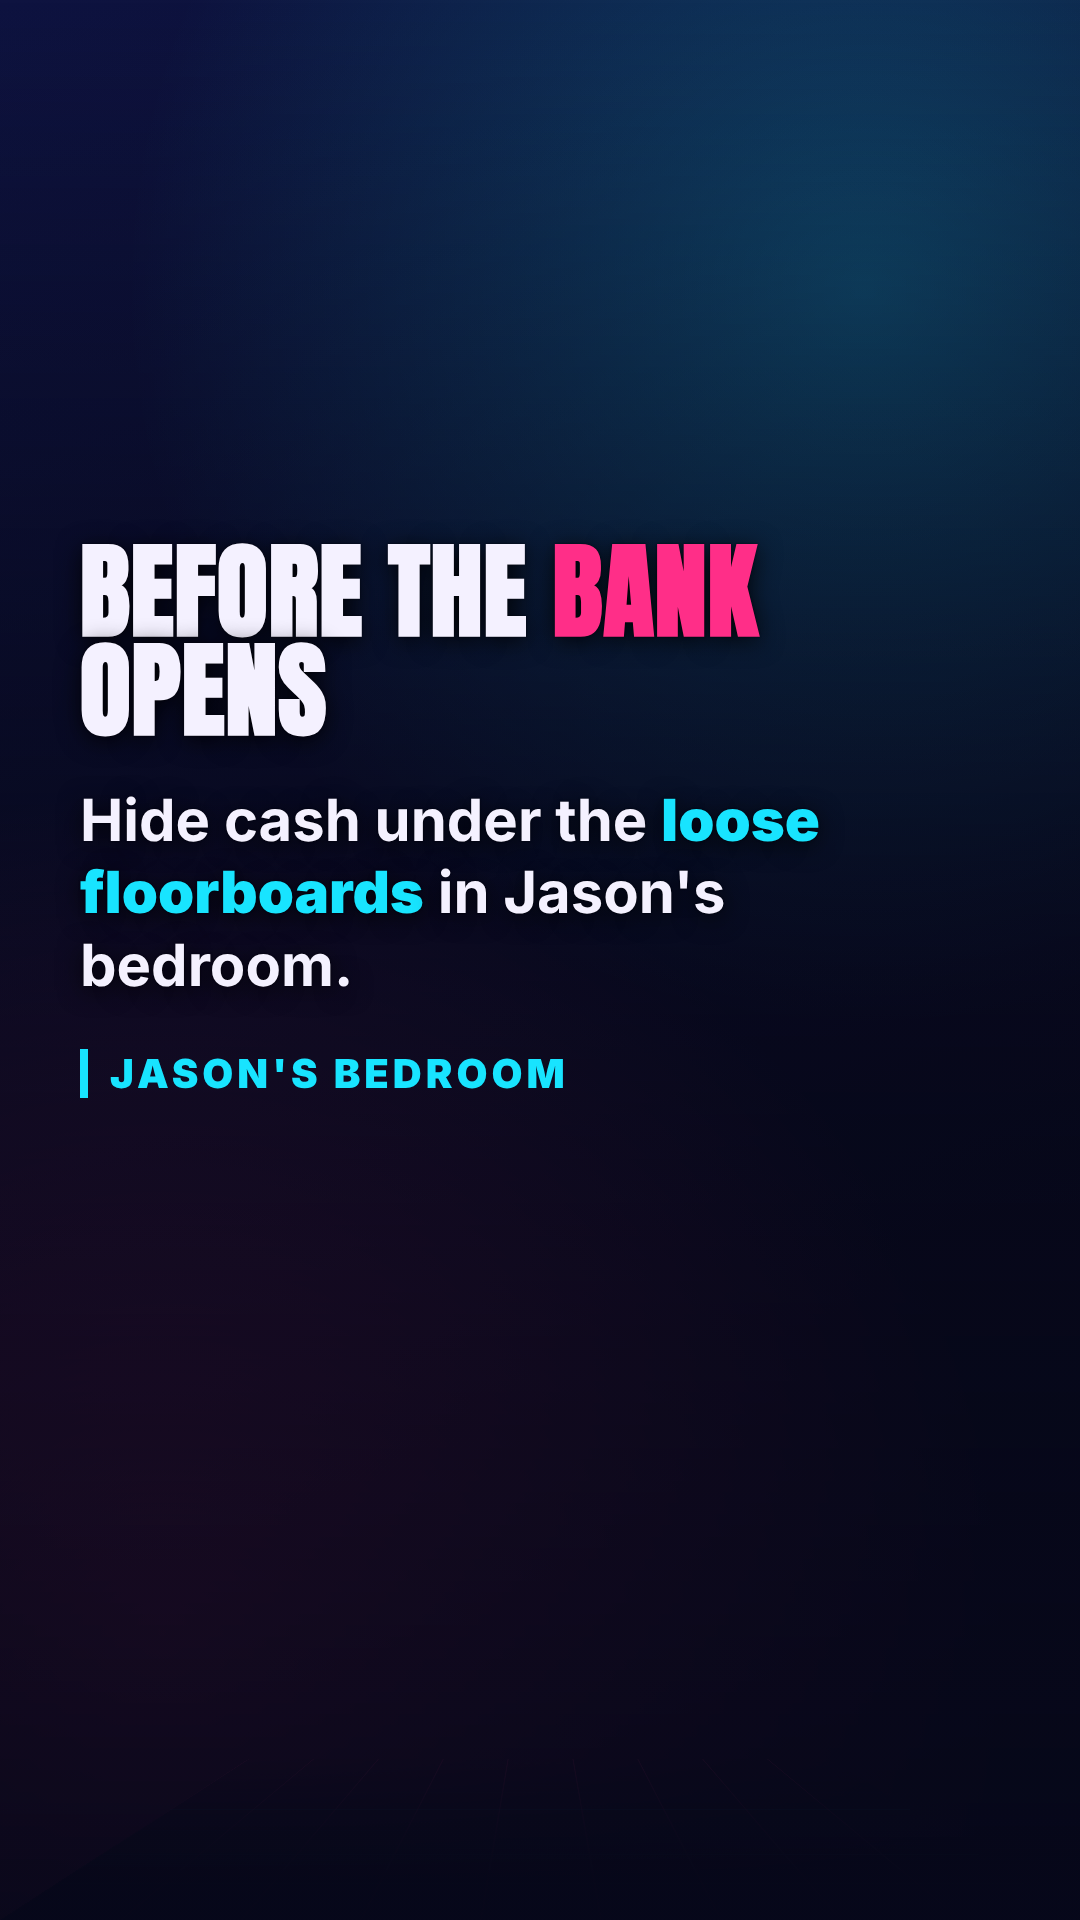 BEFORE THE BANK
OPENS
Hide cash under the loose
floorboards in Jason's
bedroom.
JASON'S BEDROOM